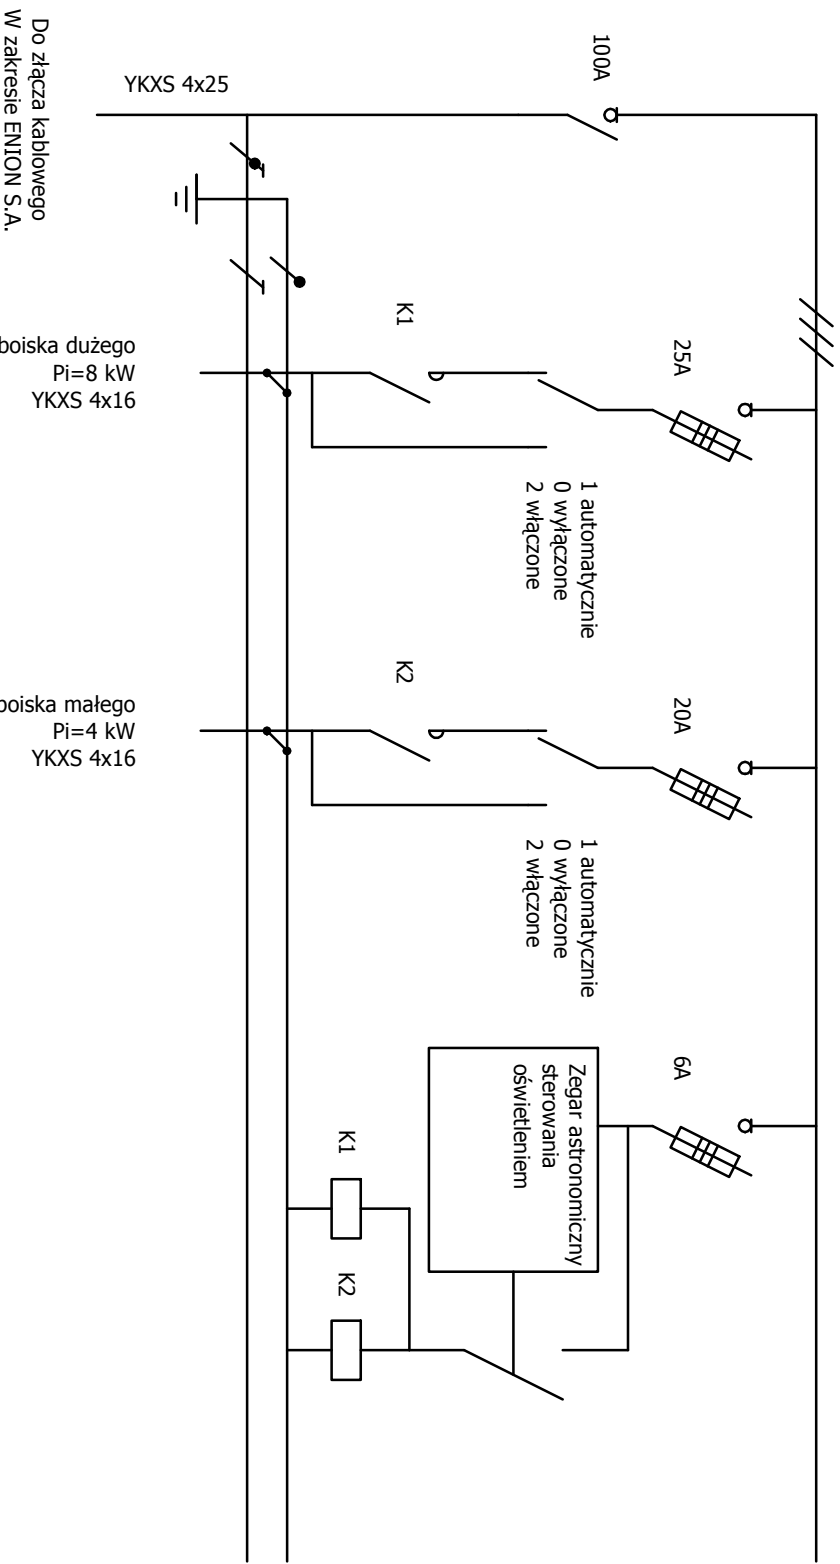 YKXS 4x25
Do złącza kablowego
W zakresie ENION S.A.
100A
K1
25A
boiska dużego
Pi=8 kW
YKXS 4x16
1 automatycznie
0 wyłączone
2 włączone
K2
20A
boiska małego
Pi=4 kW
YKXS 4x16
1 automatycznie
0 wyłączone
2 włączone
6A
Zegar astronomiczny
sterowania
oświetleniem
K1
K2